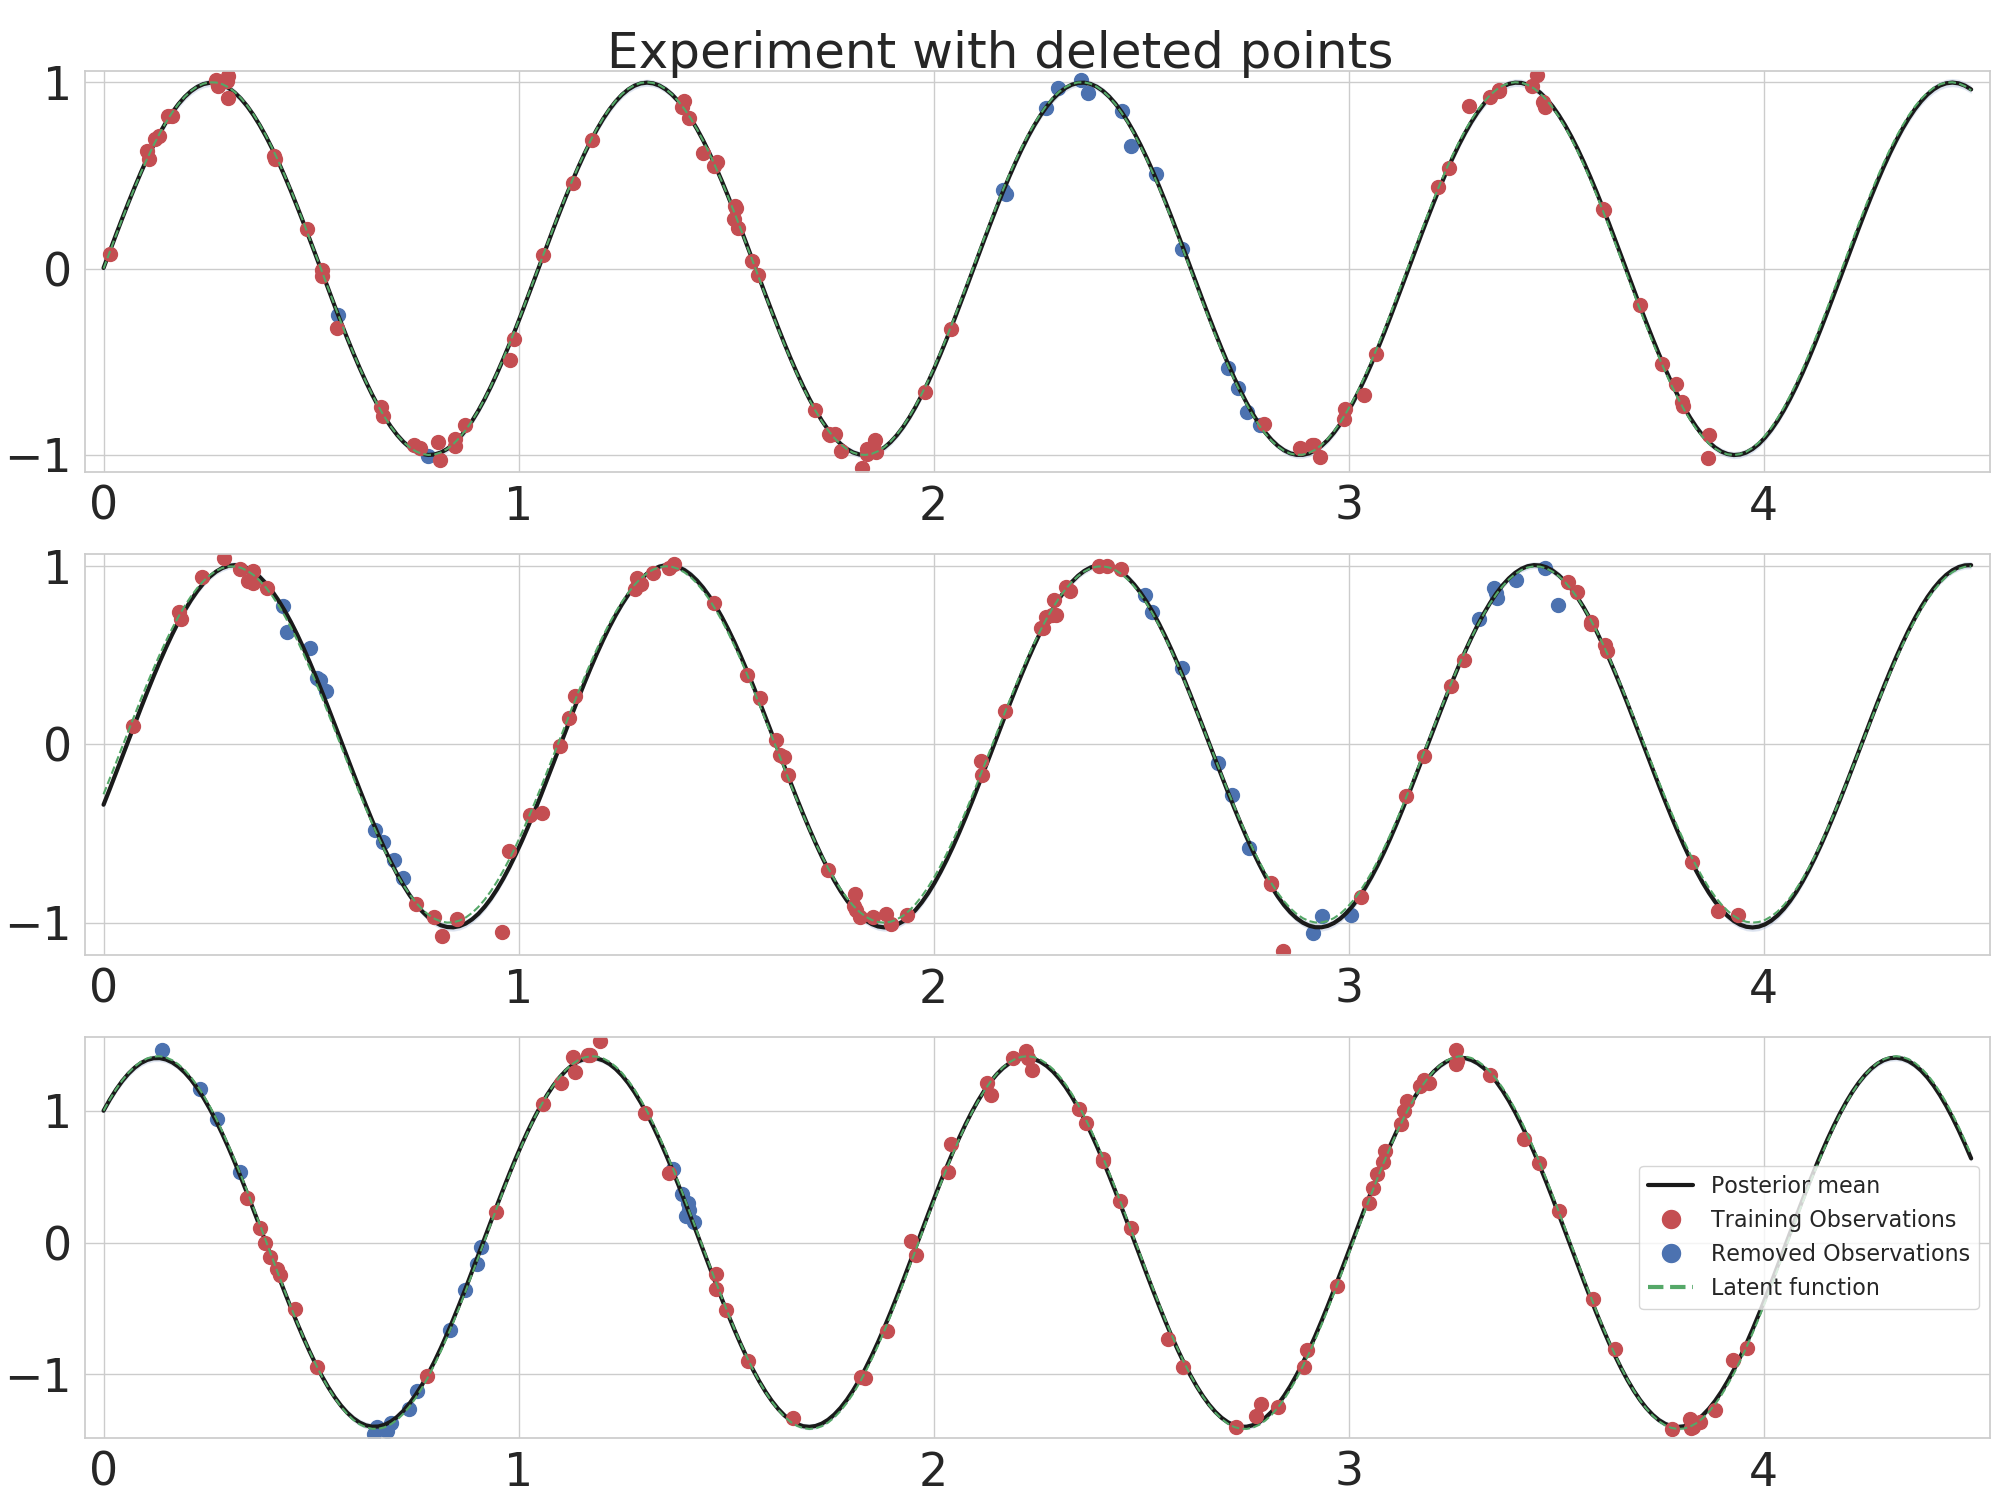 Experiment with deleted points
1
0
−1
0 1 2 3 4
1
0
−1
0 1 2 3 4
1
0
−1
0 1 2 3 4
Posterior mean
Training Observations
Removed Observations
Latent function